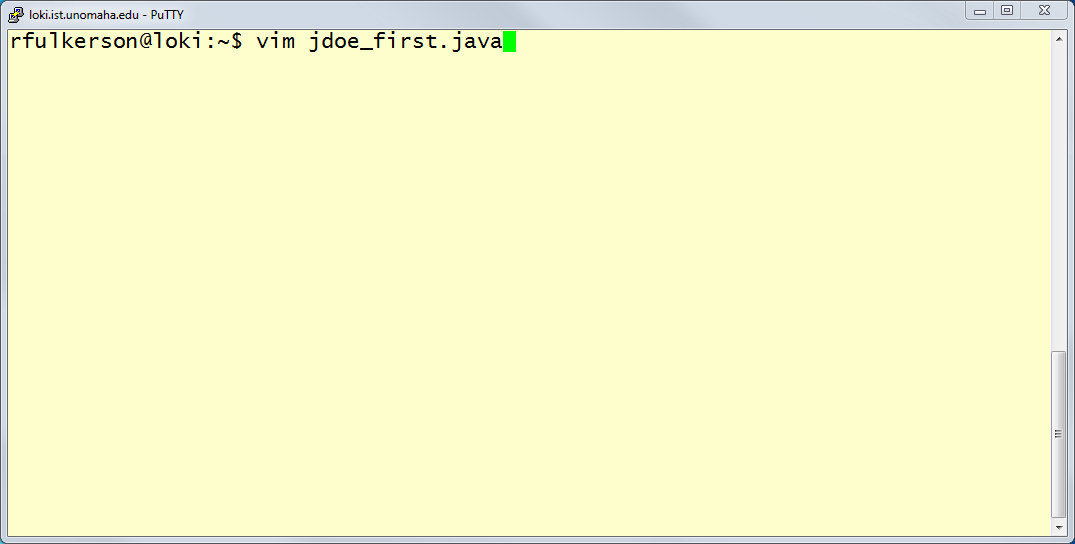 loki.ist.unomaha.edu - PuTTY
rfulkerson@loki:~$ vim jdoe_first.java